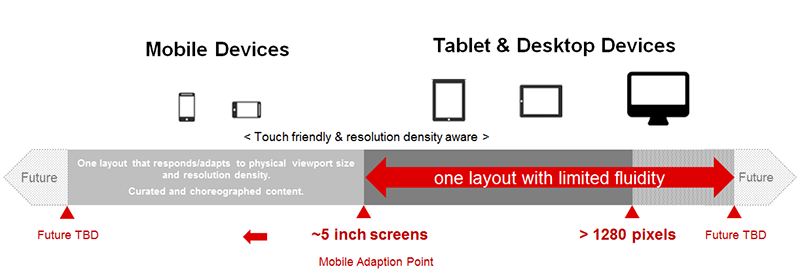 Mobile Devices
Tablet & Desktop Devices
< Touch friendly & resolution density aware >
Future
One layout that responds/adapts to physical viewport size
and resolution density.
Curated and choreographed content.
one layout with limited fluidity
Future
Future TBD
~5 inch screens
> 1280 pixels
Future TBD
Mobile Adaption Point